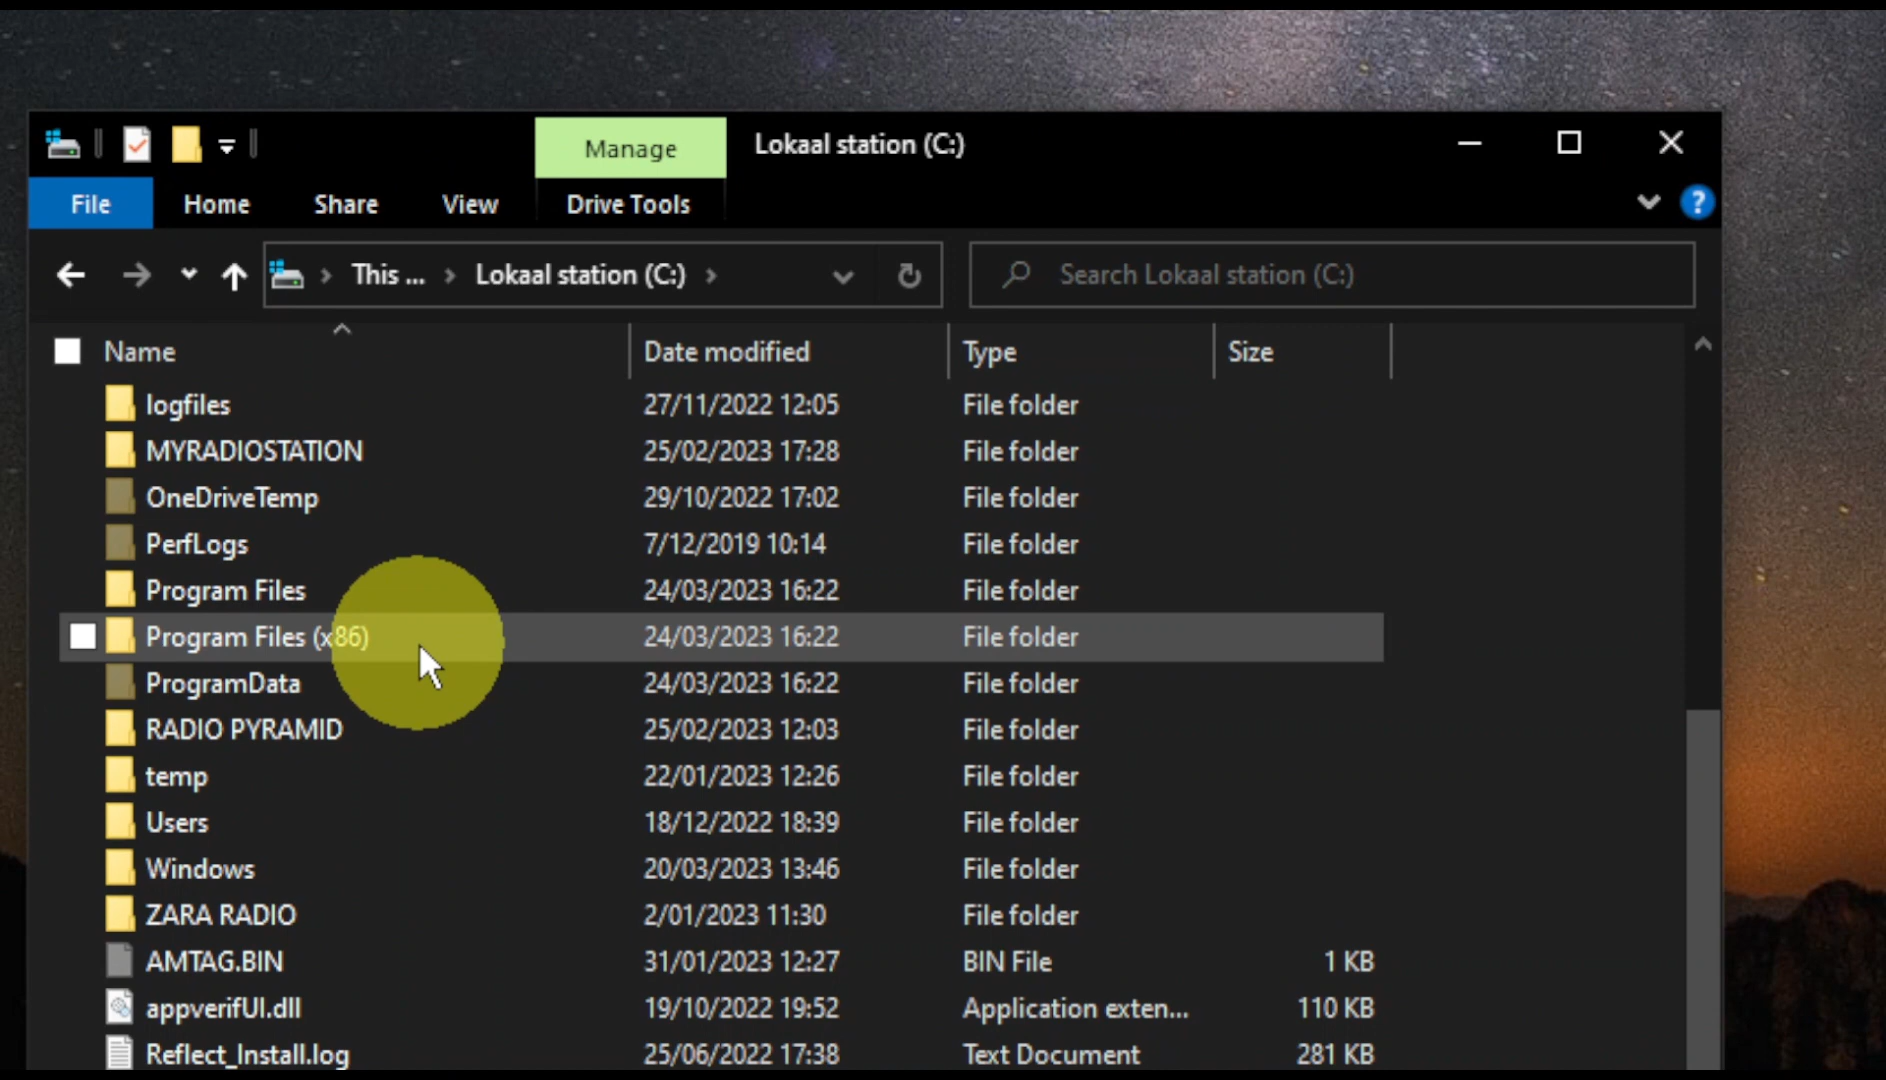 Manage Lokaal station (C:)
File Home Share View Drive Tools ?
This ... Lokaal station (C:) Search Lokaal station (C:)
Name Date modified Type Size
logfiles 27/11/2022 12:05 File folder
MYRADIOSTATION 25/02/2023 17:28 File folder
OneDriveTemp 29/10/2022 17:02 File folder
PerfLogs 7/12/2019 10:14 File folder
Program Files 24/03/2023 16:22 File folder
Program Files (x86) 24/03/2023 16:22 File folder
ProgramData 24/03/2023 16:22 File folder
RADIO PYRAMID 25/02/2023 12:03 File folder
temp 22/01/2023 12:26 File folder
Users 18/12/2022 18:39 File folder
Windows 20/03/2023 13:46 File folder
ZARA RADIO 2/01/2023 11:30 File folder
AMTAG.BIN 31/01/2023 12:27 BIN File 1 KB
appverifUI.dll 19/10/2022 19:52 Application exten... 110 KB
Reflect_Install.log 25/06/2022 17:38 Text Document 281 KB